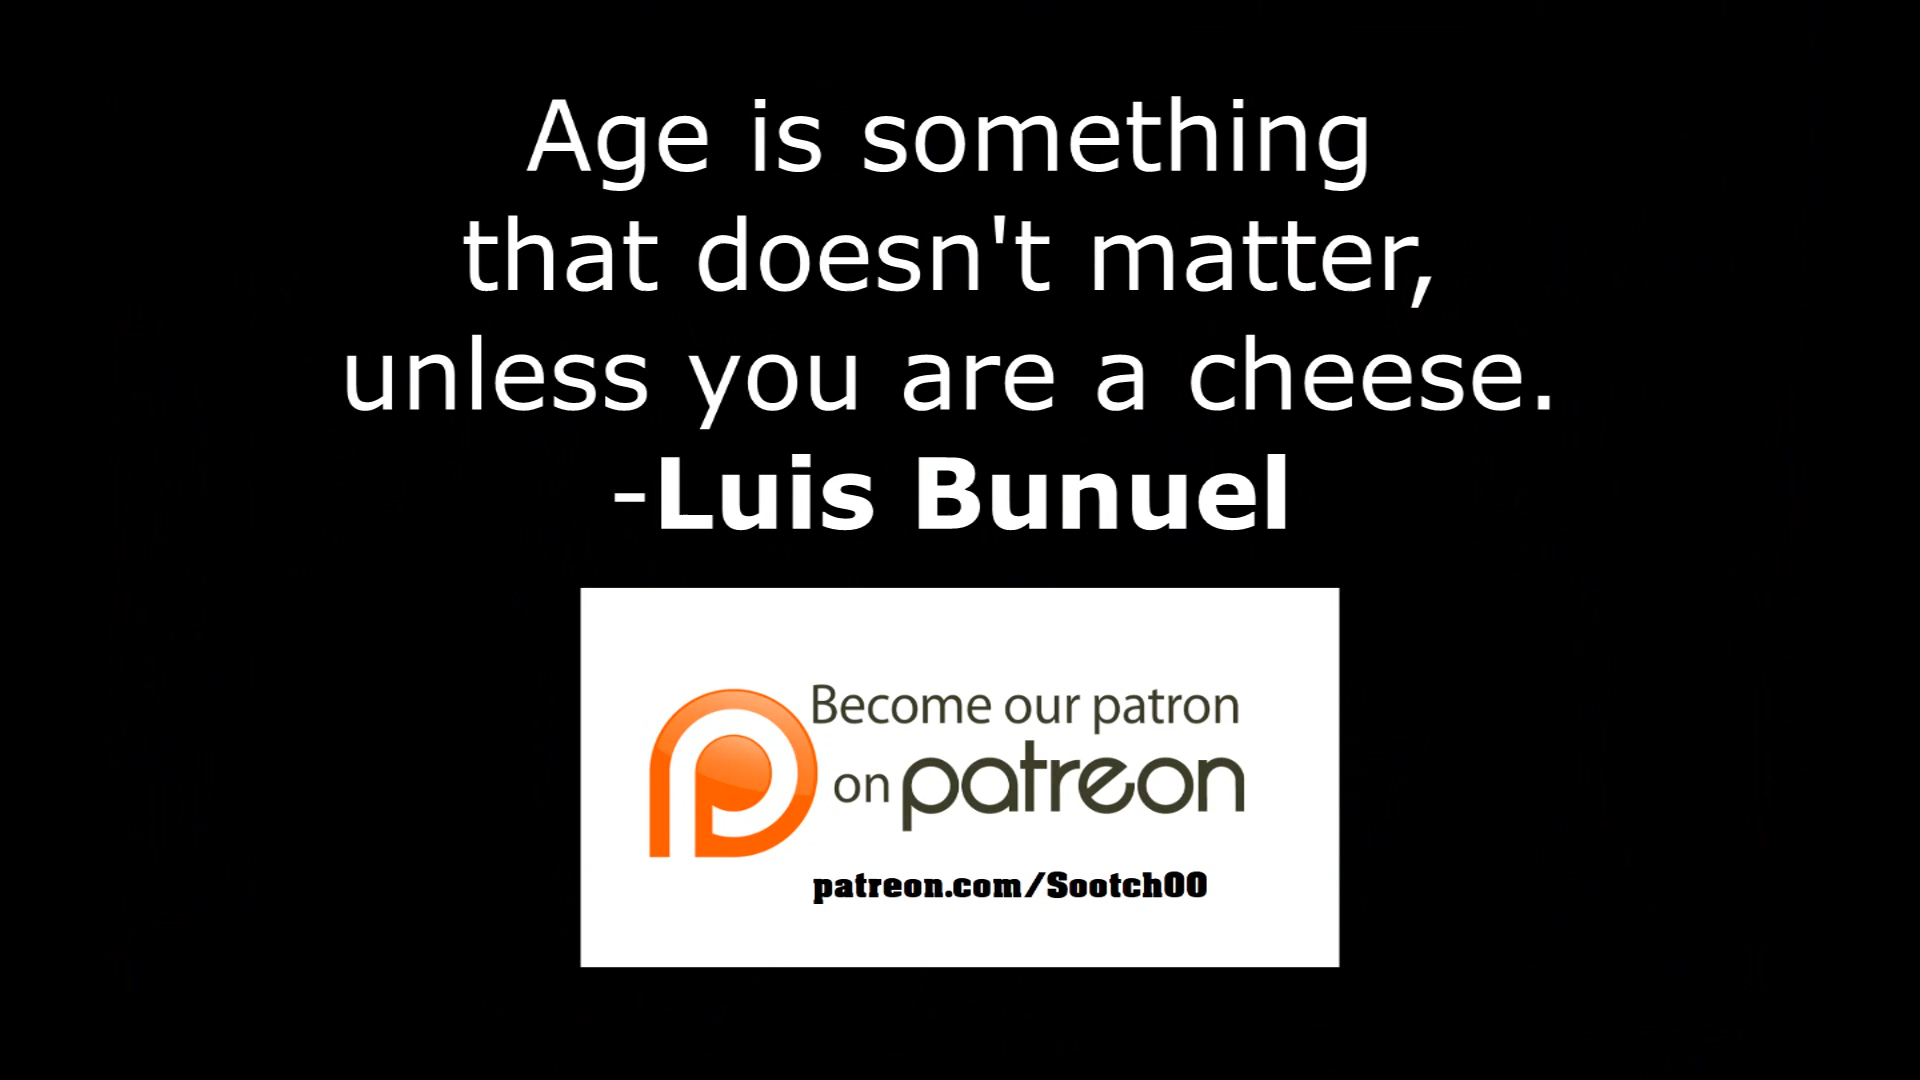 Age is something
that doesn't matter,
unless you are a cheese.
-Luis Bunuel
Become our patron
on patreon
patreon.com/Sootch00